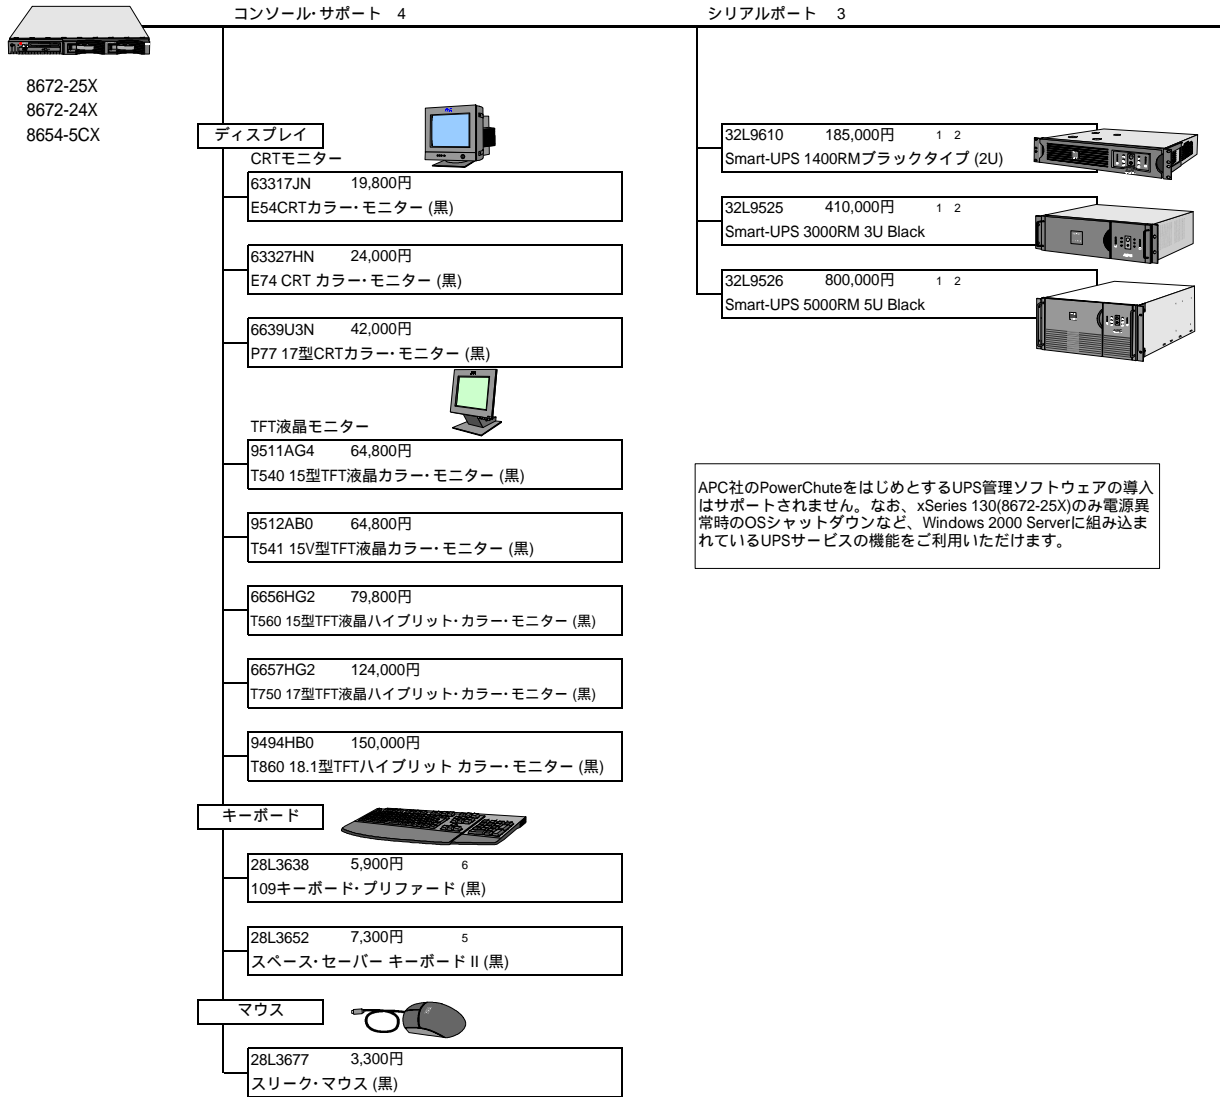 コンソール・サポート 4
シリアルポート 3
8672-25X
8672-24X
8654-5CX
ディスプレイ
CRTモニター
63317JN 19,800円
E54CRTカラー・モニター (黒)
63327HN 24,000円
E74 CRT カラー・モニター (黒)
6639U3N 42,000円
P77 17型CRTカラー・モニター (黒)
TFT液晶モニター
9511AG4 64,800円
T540 15型TFT液晶カラー・モニター (黒)
9512AB0 64,800円
T541 15V型TFT液晶カラー・モニター (黒)
6656HG2 79,800円
T560 15型TFT液晶ハイブリット・カラー・モニター (黒)
6657HG2 124,000円
T750 17型TFT液晶ハイブリット・カラー・モニター (黒)
9494HB0 150,000円
T860 18.1型TFTハイブリット カラー・モニター (黒)
キーボード
28L3638 5,900円 6
109キーボード・プリファード (黒)
28L3652 7,300円 5
スペース・セーバー キーボード II (黒)
マウス
28L3677 3,300円
スリーク・マウス (黒)
32L9610 185,000円 1 2
Smart-UPS 1400RMブラックタイプ (2U)
32L9525 410,000円 1 2
Smart-UPS 3000RM 3U Black
32L9526 800,000円 1 2
Smart-UPS 5000RM 5U Black
APC社のPowerChuteをはじめとするUPS管理ソフトウェアの導入
はサポートされません。なお、xSeries 130(8672-25X)のみ電源異
常時のOSシャットダウンなど、Windows 2000 Serverに組み込ま
れているUPSサービスの機能をご利用いただけます。